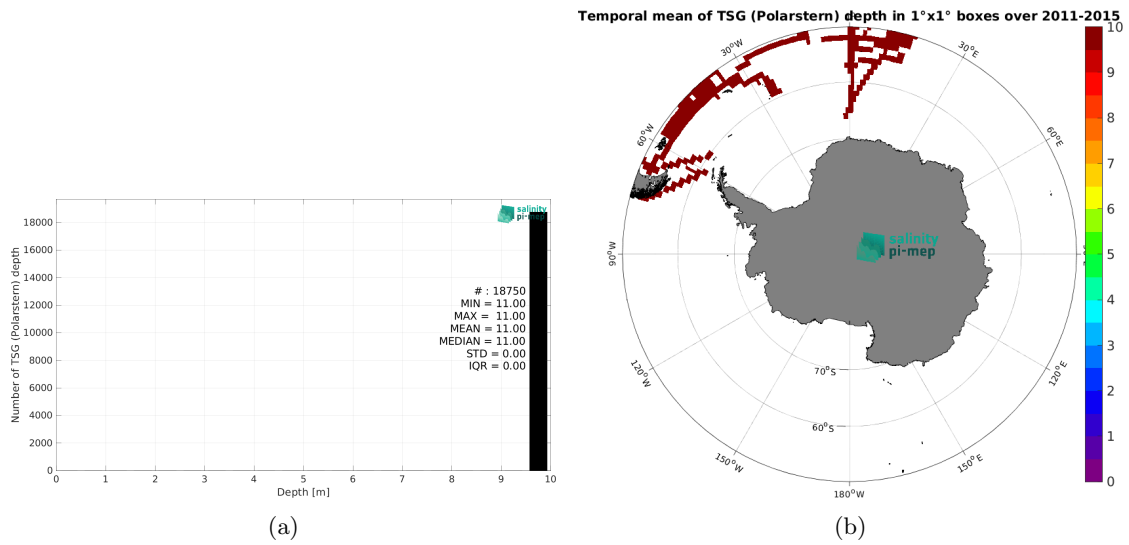 Temporal mean of TSG (Polarstern) depth in 1°x1° boxes over 2011-2015
salinity
pi-mep
# : 18750
MIN = 11.00
MAX = 11.00
MEAN = 11.00
MEDIAN = 11.00
STD = 0.00
IQR = 0.00
Number of TSG (Polarstern) depth
18000
16000
14000
12000
10000
8000
6000
4000
2000
0
0 1 2 3 4 5 6 7 8 9 10
Depth [m]
(a)
30°W
30°E
60°W
60°E
90°W
salinity
pi-mep
120°W
120°E
70°S
60°S
150°W
150°E
180°W
10
9
8
7
6
5
4
3
2
1
0
(b)